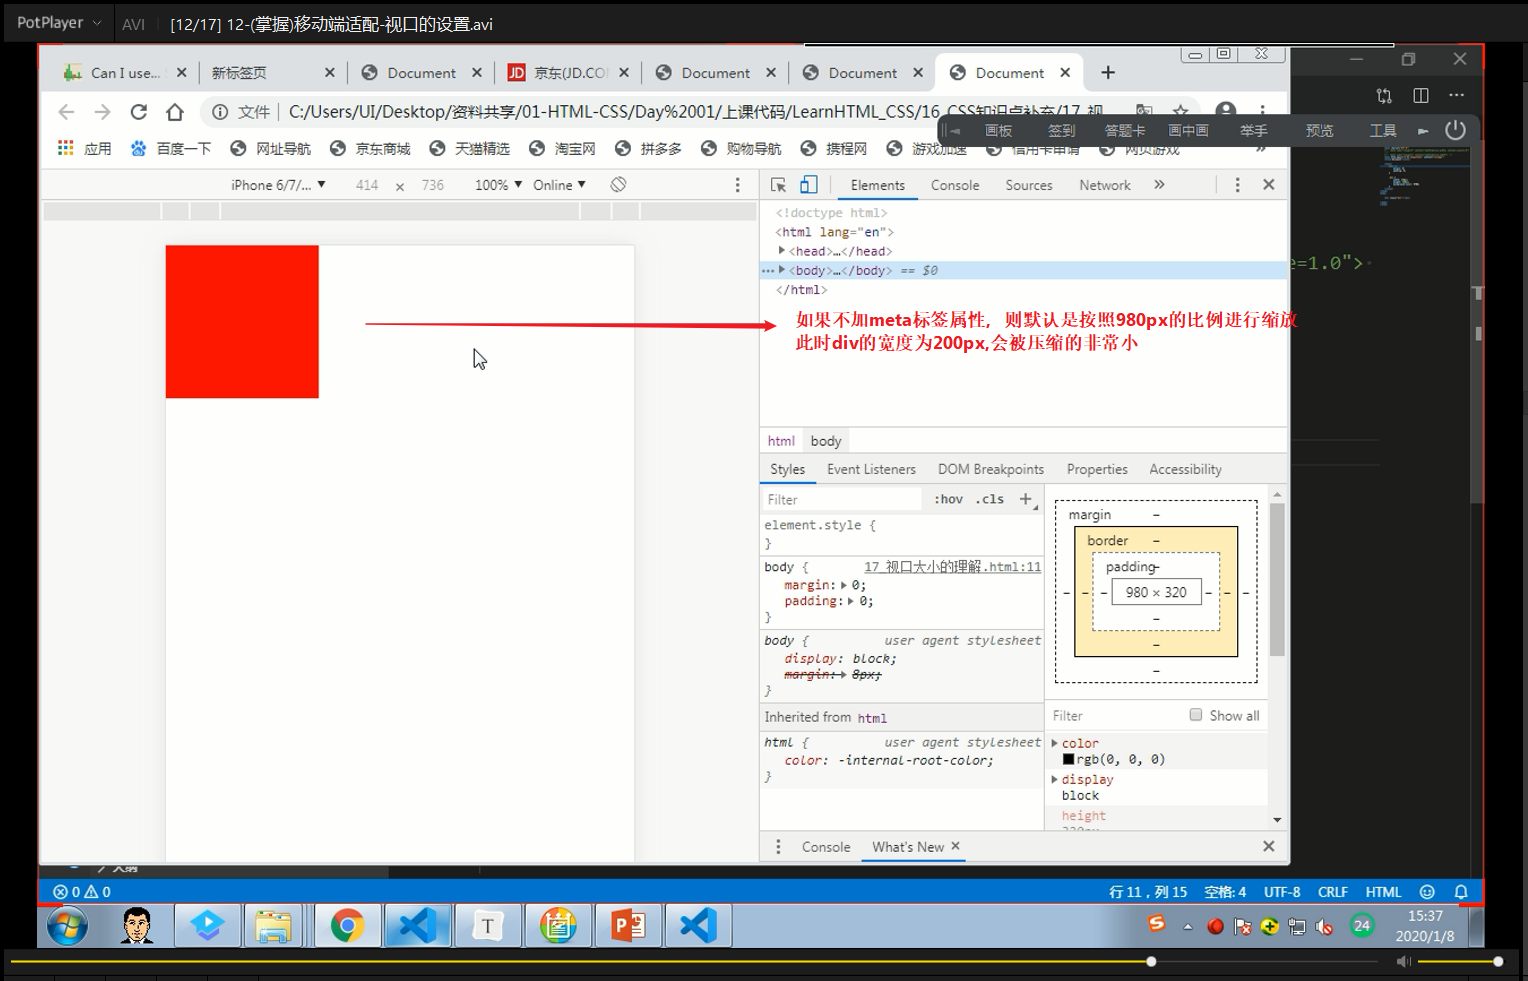 PotPlayer AVI [12/17] 12-(掌握)移动端适配-视口的设置.avi
Can I use... 新标签页 Document 京东(JD.CO Document Document Document
文件 C:/Users/UI/Desktop/资料共享/01-HTML-CSS/Day%2001/上课代码/LearnHTML_CSS/16_CSS知识点补充/17_视
画板 签到 答题卡 画中画 举手 预览 工具
应用 百度一下 网址导航 京东商城 天猫精选 淘宝网 拼多多 购物导航 携程网 游戏加速 信用卡申请 网页游戏 »
iPhone 6/7/... ▼ 414 × 736 100% ▼ Online ▼
Elements Console Sources Network »
<!doctype html>
<html lang="en">
<head>…</head>
<body>…</body> == $0
</html>
e=1.0">
如果不加meta标签属性，则默认是按照980px的比例进行缩放
此时div的宽度为200px,会被压缩的非常小
html body
Styles Event Listeners DOM Breakpoints Properties Accessibility
Filter :hov .cls +
element.style {
}
body { 17_视口大小的理解.html:11
margin: 0;
padding: 0;
}
body { user agent stylesheet
display: block;
margin: 8px;
}
Inherited from html
html { user agent stylesheet
color: -internal-root-color;
}
margin –
border –
padding –
– – – 980 × 320 – – –
–
–
–
Filter Show all
color
rgb(0, 0, 0)
display
block
height
320px
Console What's New ×
大纲
0 0 行 11，列 15 空格: 4 UTF-8 CRLF HTML
T P 24
15:37
2020/1/8